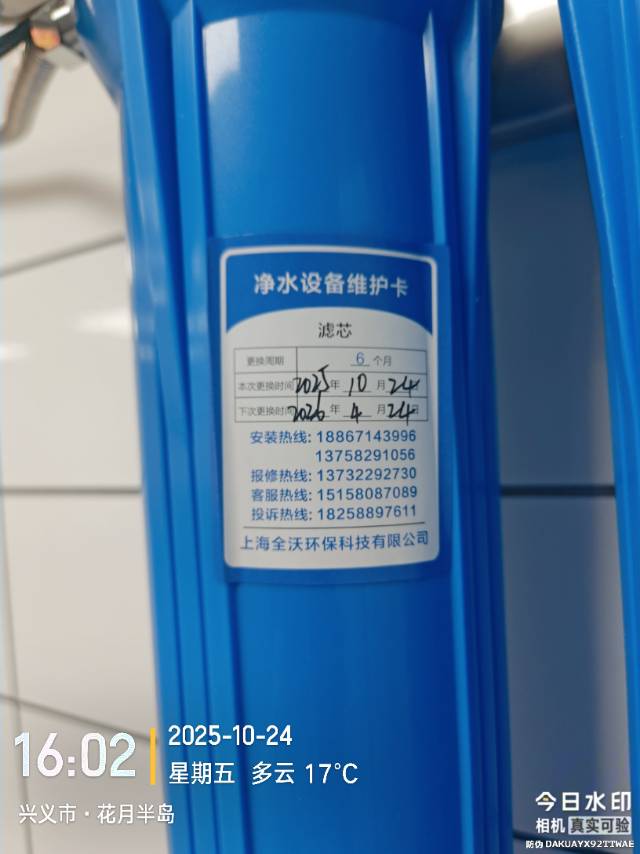 净水设备维护卡
滤芯
更换周期 6 个月
本次更换时间 2025 年 10 月 24 日
下次更换时间 2026 年 4 月 24 日
安装热线: 18867143996
13758291056
报修热线: 13732292730
客服热线: 15158087089
投诉热线: 18258897611
上海全沃环保科技有限公司
16:02
2025-10-24
星期五 多云 17℃
兴义市·花月半岛
今日水印
相机 真实可验
防伪 DAKUAYX92TTWAE